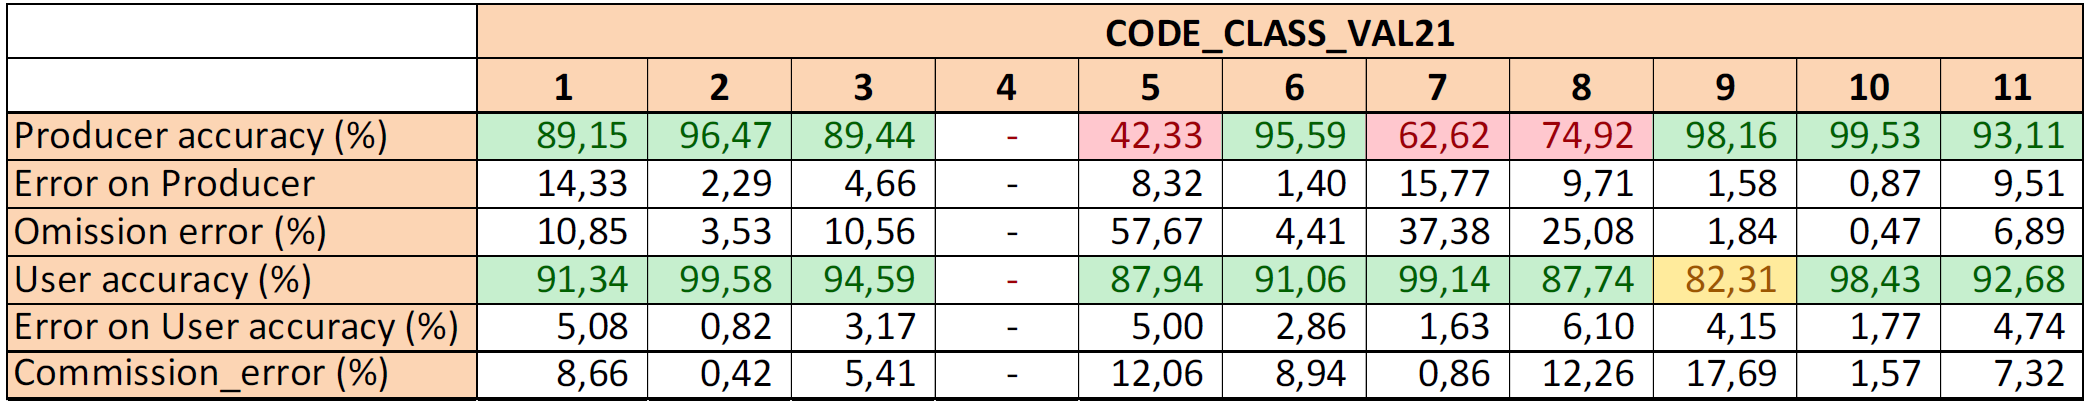 CODE_CLASS_VAL21
1 2 3 4 5 6 7 8 9 10 11
Producer accuracy (%) 89,15 96,47 89,44 - 42,33 95,59 62,62 74,92 98,16 99,53 93,11
Error on Producer 14,33 2,29 4,66 - 8,32 1,40 15,77 9,71 1,58 0,87 9,51
Omission error (%) 10,85 3,53 10,56 - 57,67 4,41 37,38 25,08 1,84 0,47 6,89
User accuracy (%) 91,34 99,58 94,59 - 87,94 91,06 99,14 87,74 82,31 98,43 92,68
Error on User accuracy (%) 5,08 0,82 3,17 - 5,00 2,86 1,63 6,10 4,15 1,77 4,74
Commission_error (%) 8,66 0,42 5,41 - 12,06 8,94 0,86 12,26 17,69 1,57 7,32